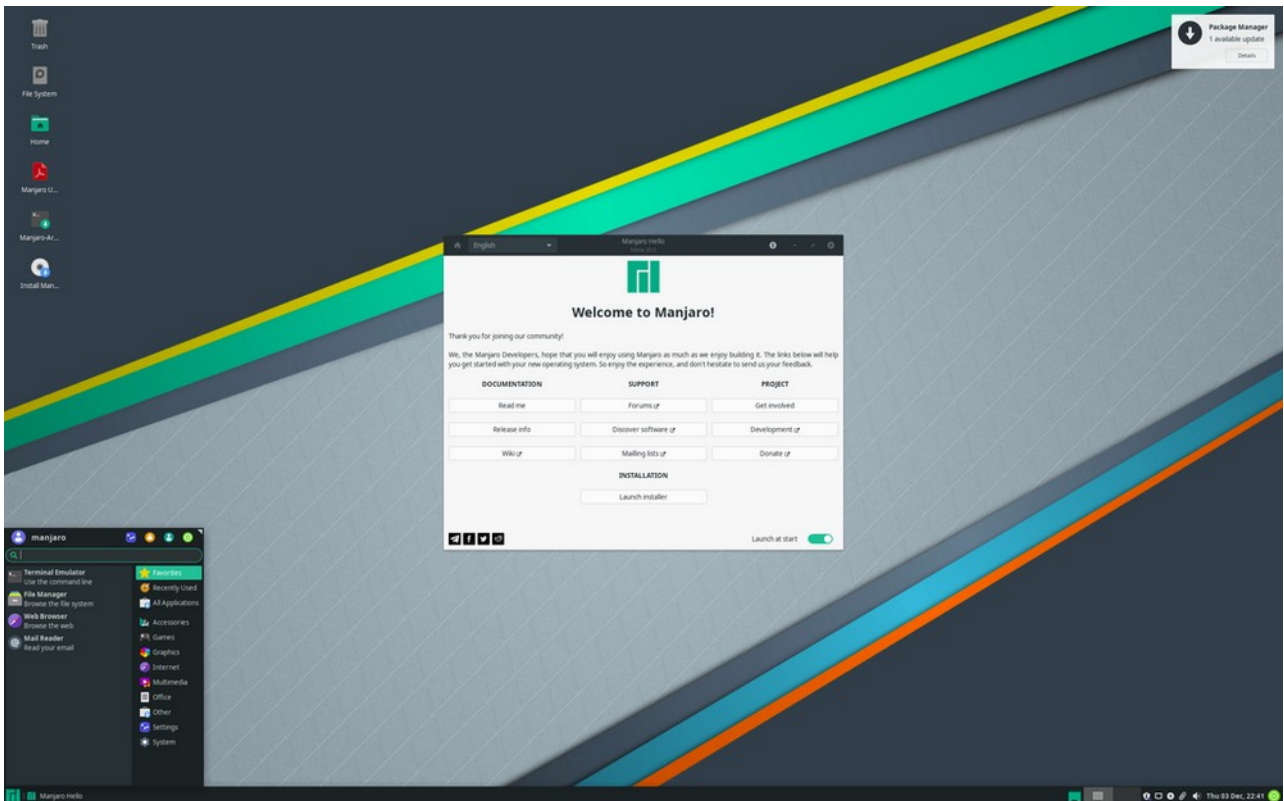 Trash
File System
Home
Manjaro U...
Manjaro-Ar...
Install Man...
Package Manager
1 available update
Details
English
Manjaro Hello
Welcome to Manjaro!
Thank you for joining our community!
We, the Manjaro Developers, hope that you will enjoy using Manjaro as much as we enjoy building it. The links below will help
you get started with your new operating system. So enjoy the experience, and don't hesitate to send us your feedback.
DOCUMENTATION SUPPORT PROJECT
Read me Forums Get involved
Release info Discover software Development
Wiki Mailing lists Donate
INSTALLATION
Launch installer
Launch at start
manjaro
Terminal Emulator
Use the command line
File Manager
Browse the file system
Web Browser
Browse the web
Mail Reader
Read your email
Favorites
Recently Used
All Applications
Accessories
Games
Graphics
Internet
Multimedia
Office
Other
Settings
System
Manjaro Hello
Thu 03 Dec, 22:41